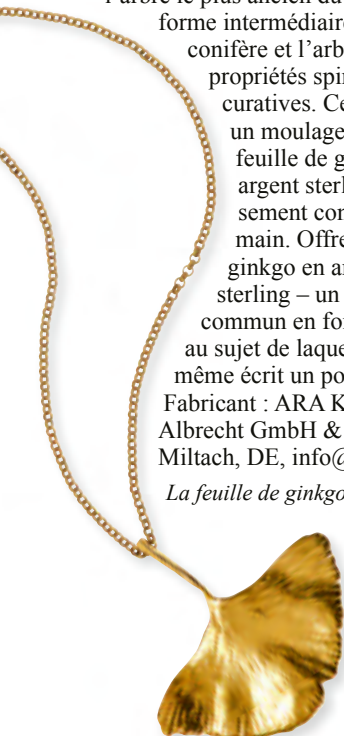 l'arbre le plus ancien du
forme intermédiaire
conifère et l'arb
propriétés spi
curatives. Ce
un moulage
feuille de g
argent sterl
sement con
main. Offre
ginkgo en ar
sterling – un
commun en for
au sujet de laque
même écrit un po
Fabricant : ARA K
Albrecht GmbH &
Miltach, DE, info@
La feuille de ginkgo